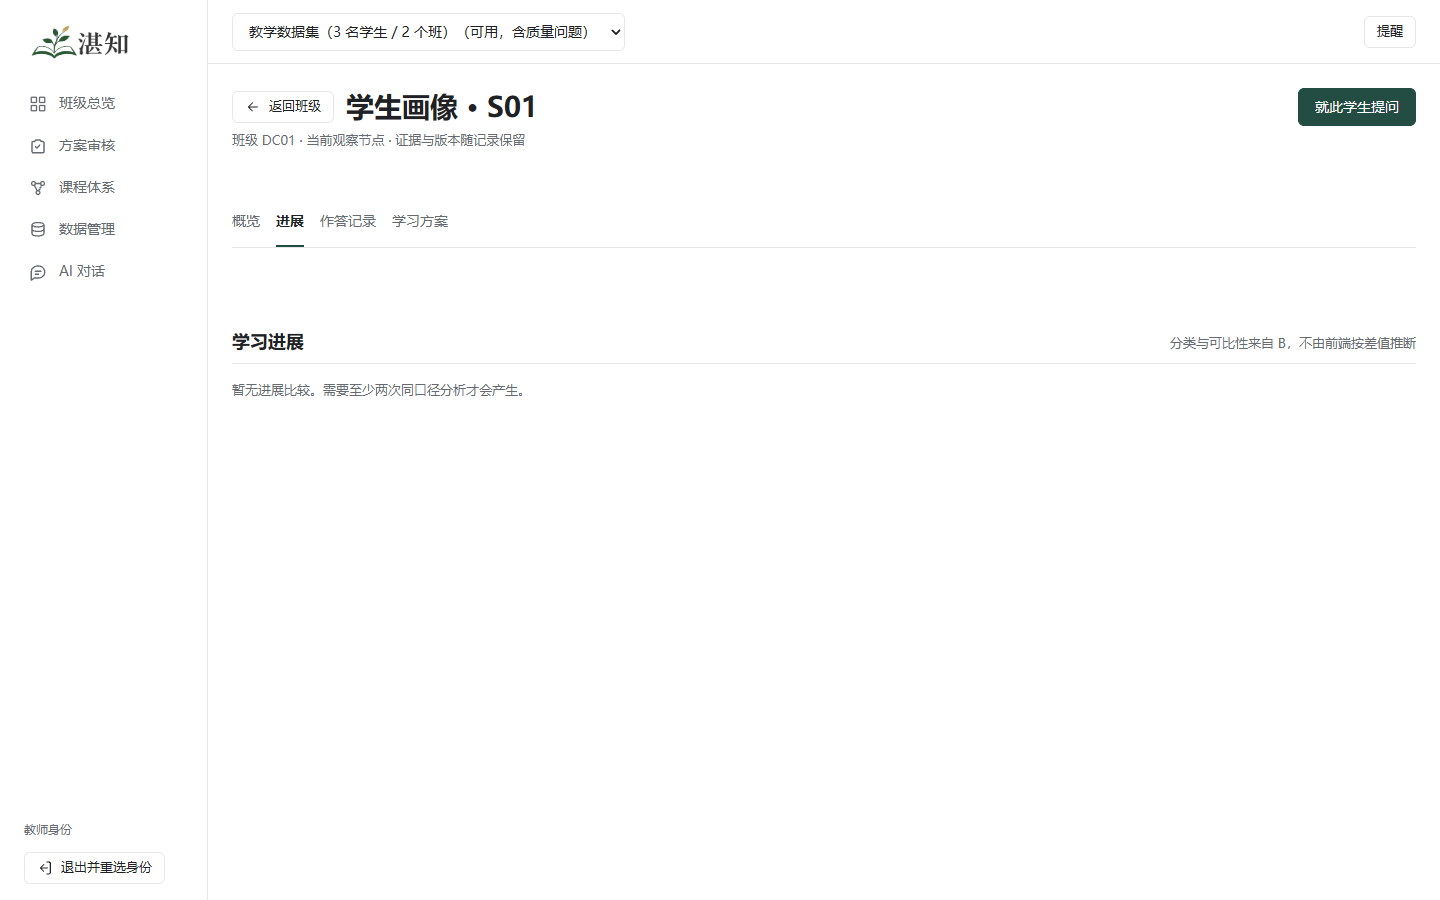 湛知
班级总览
方案审核
课程体系
数据管理
AI 对话
教师身份
退出并重选身份
教学数据集（3 名学生 / 2 个班）（可用，含质量问题）
提醒
返回班级
学生画像 · S01
就此学生提问
班级 DC01 · 当前观察节点 · 证据与版本随记录保留
概览 进展 作答记录 学习方案
学习进展
分类与可比性来自 B，不由前端按差值推断
暂无进展比较。需要至少两次同口径分析才会产生。